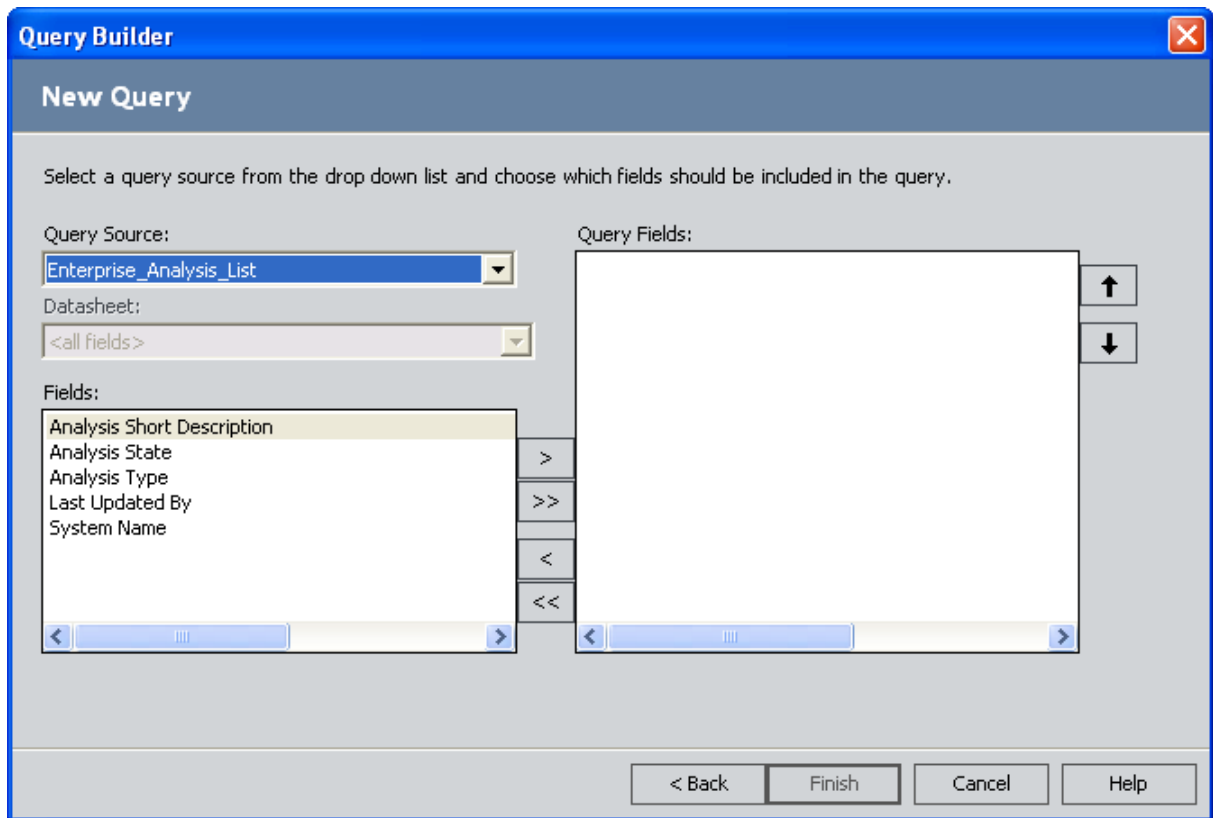 Query Builder
New Query
Select a query source from the drop down list and choose which fields should be included in the query.
Query Source:
Enterprise_Analysis_List
Datasheet:
<all fields>
Fields:
Analysis Short Description
Analysis State
Analysis Type
Last Updated By
System Name
>
>>
<
<<
Query Fields:
< Back
Finish
Cancel
Help